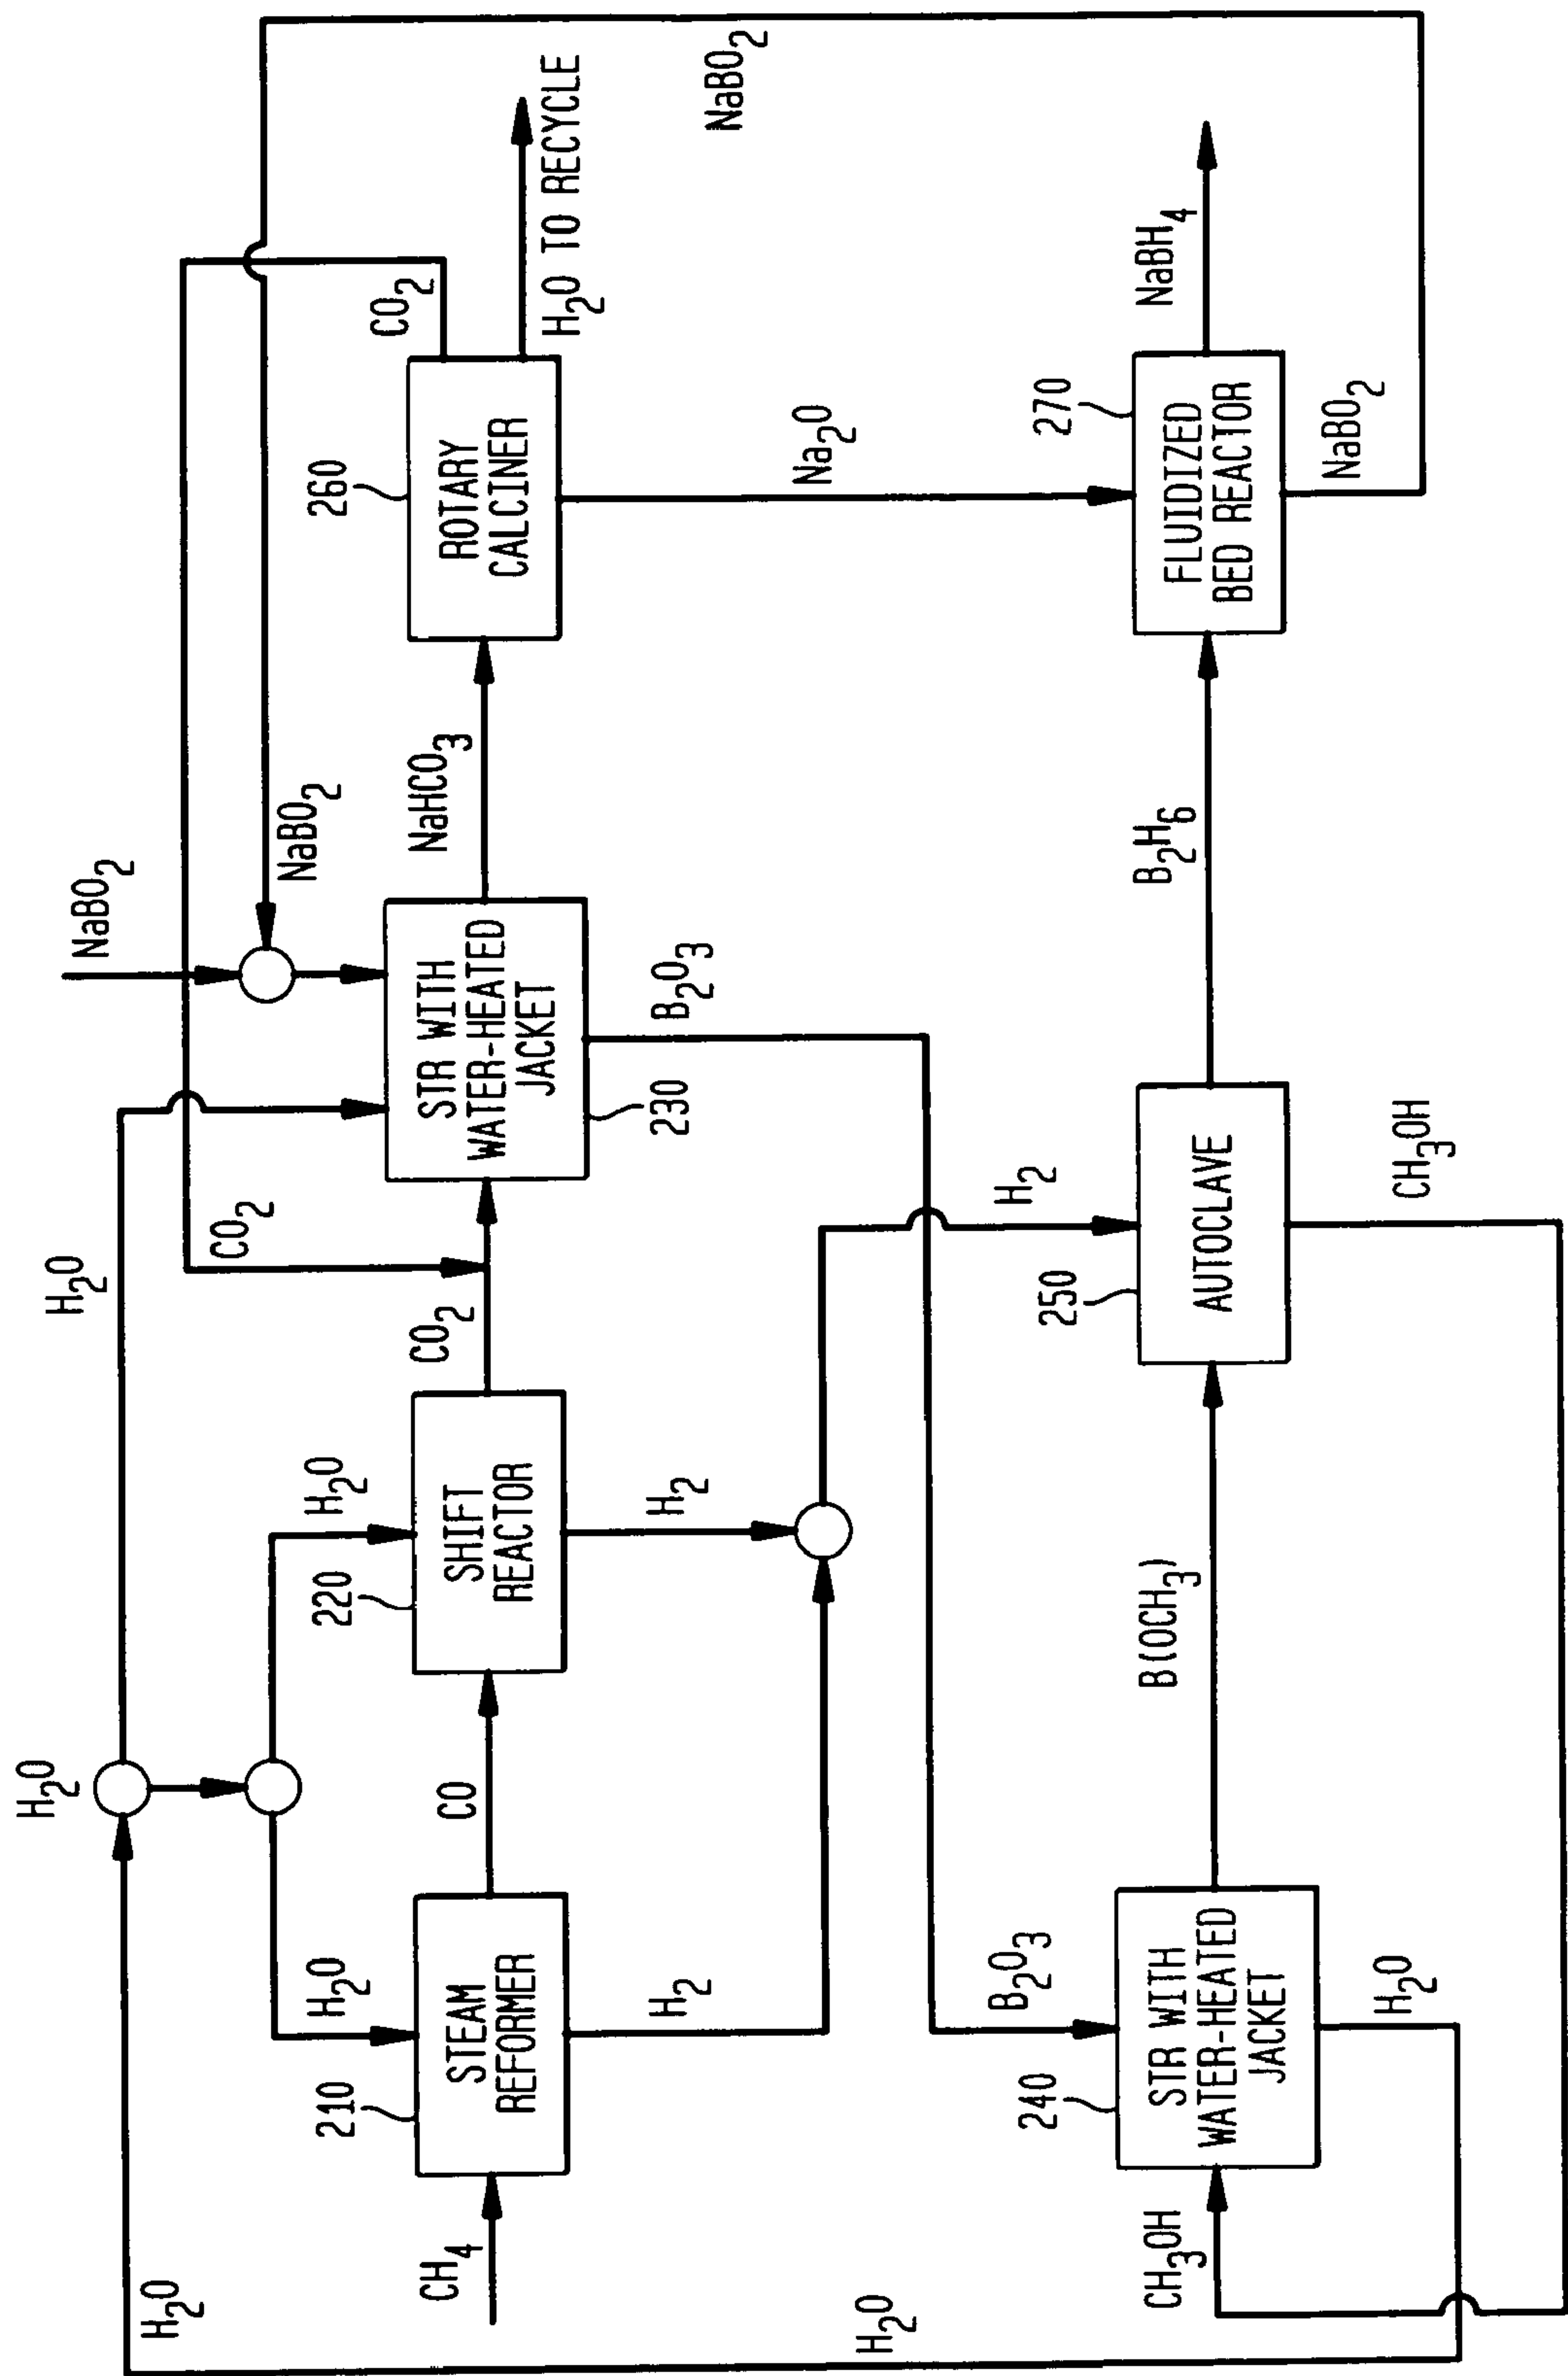 H2O
H2O
NaBO2
H2O
CO2
NaBO2
NaBO2
H2O
H2O
CO2
210
STEAM
REFORMER
220
SHIFT
REACTOR
STR WITH
WATER-HEATED
JACKET
230
260
ROTARY
CALCINER
CH4
CO
CO2
NaHCO3
H2O TO RECYCLE
H2
H2
B2O3
Na2O
H2O
H2
B2O3
240
STR WITH
WATER-HEATED
JACKET
250
AUTOCLAVE
270
FLUIDIZED
BED REACTOR
CH3OH
B(OCH3)
B2H6
NaBH4
H2O
CH3OH
NaBO2